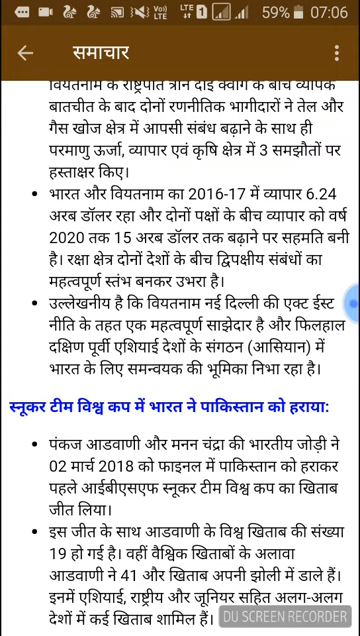 59% 07:06
समाचार
वियतनाम के राष्ट्रपति त्रान दाई क्वांग के बीच व्यापक
बातचीत के बाद दोनों रणनीतिक भागीदारों ने तेल और
गैस खोज क्षेत्र में आपसी संबंध बढ़ाने के साथ ही
परमाणु ऊर्जा, व्यापार एवं कृषि क्षेत्र में 3 समझौतों पर
हस्ताक्षर किए।
• भारत और वियतनाम का 2016-17 में व्यापार 6.24
अरब डॉलर रहा और दोनों पक्षों के बीच व्यापार को वर्ष
2020 तक 15 अरब डॉलर तक बढ़ाने पर सहमति बनी
है। रक्षा क्षेत्र दोनों देशों के बीच द्विपक्षीय संबंधों का
महत्वपूर्ण स्तंभ बनकर उभरा है।
• उल्लेखनीय है कि वियतनाम नई दिल्ली की एक्ट ईस्ट
नीति के तहत एक महत्वपूर्ण साझेदार है और फिलहाल
दक्षिण पूर्वी एशियाई देशों के संगठन (आसियान) में
भारत के लिए समन्वयक की भूमिका निभा रहा है।
स्नूकर टीम विश्व कप में भारत ने पाकिस्तान को हराया:
• पंकज आडवाणी और मनन चंद्रा की भारतीय जोड़ी ने
02 मार्च 2018 को फाइनल में पाकिस्तान को हराकर
पहले आईबीएसएफ स्नूकर टीम विश्व कप का खिताब
जीत लिया।
• इस जीत के साथ आडवाणी के विश्व खिताब की संख्या
19 हो गई है। वहीं वैश्विक खिताबों के अलावा
आडवाणी ने 41 और खिताब अपनी झोली में डाले हैं।
इनमें एशियाई, राष्ट्रीय और जूनियर सहित अलग-अलग
देशों में कई खिताब शामिल हैं।
DU SCREEN RECORDER